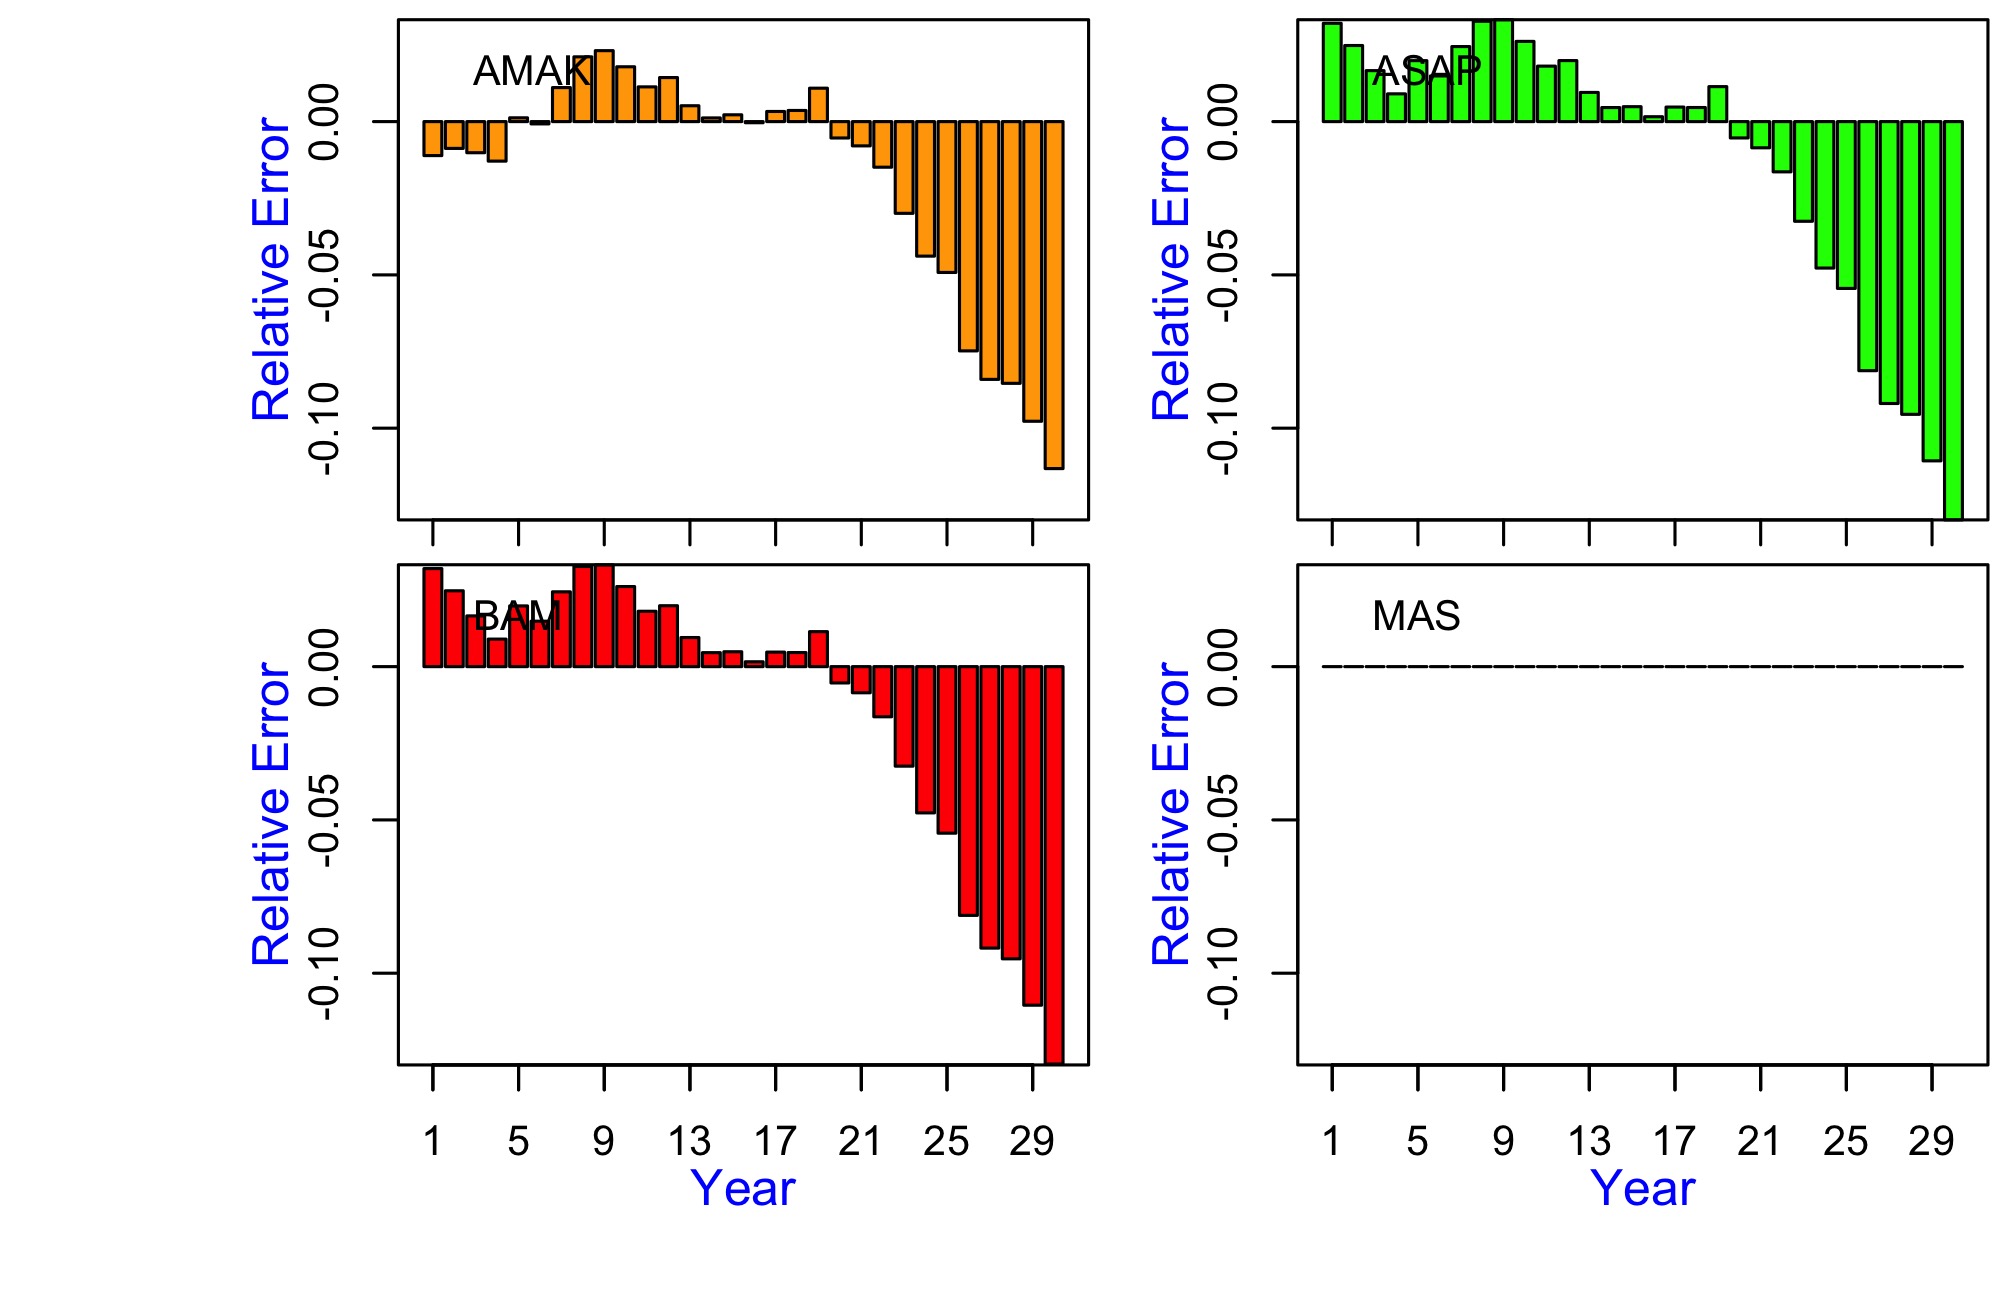 AMAK
Relative Error
0.00
-0.05
-0.10
ASAP
Relative Error
0.00
-0.05
-0.10
BAM
Relative Error
0.00
-0.05
-0.10
1 5 9 13 17 21 25 29
Year
MAS
Relative Error
0.00
-0.05
-0.10
1 5 9 13 17 21 25 29
Year